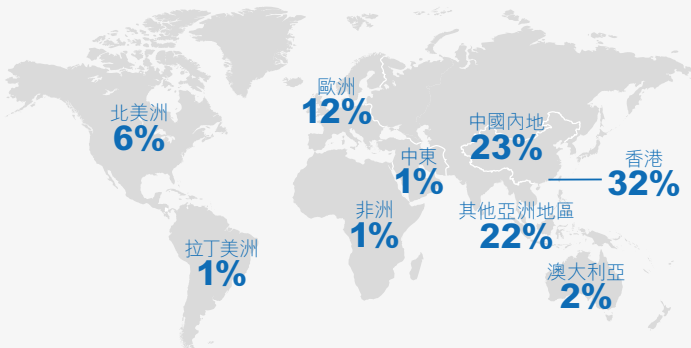 歐洲
12%
北美洲
6%
中國內地
23%
中東
1%
香港
32%
非洲
1%
其他亞洲地區
22%
拉丁美洲
1%
澳大利亞
2%